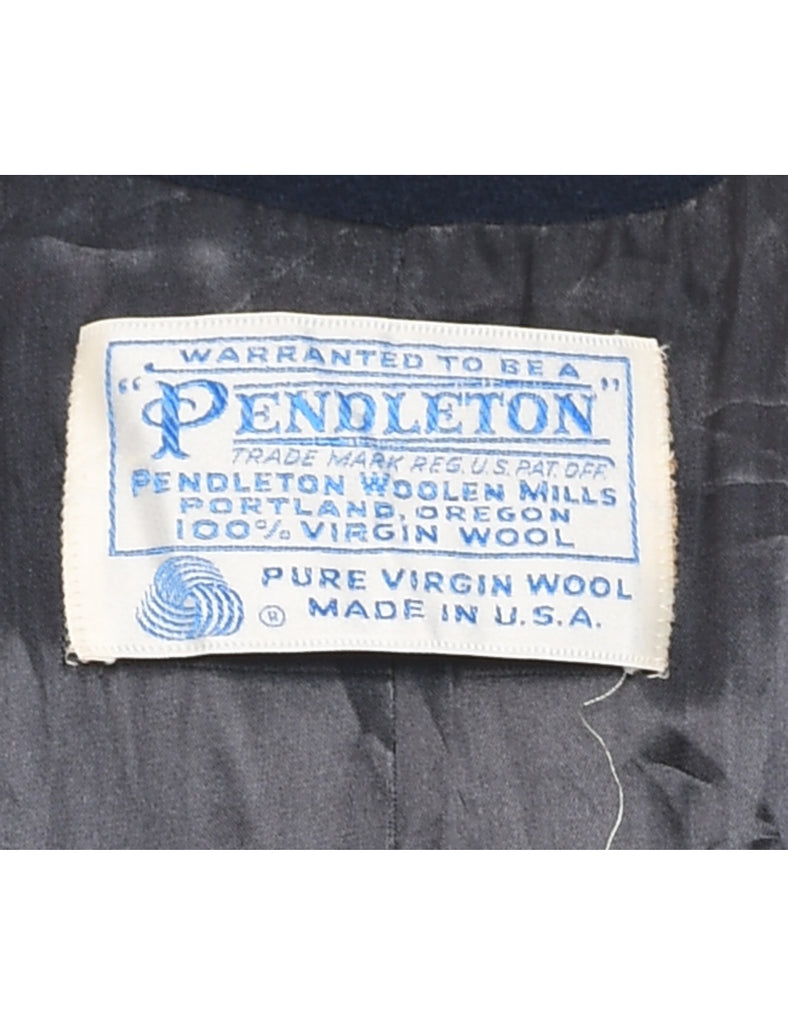 WARRANTED TO BE A
"PENDLETON"
TRADE MARK REG. U.S. PAT. OFF.
PENDLETON WOOLEN MILLS
PORTLAND, OREGON
100% VIRGIN WOOL
PURE VIRGIN WOOL
® MADE IN U.S.A.